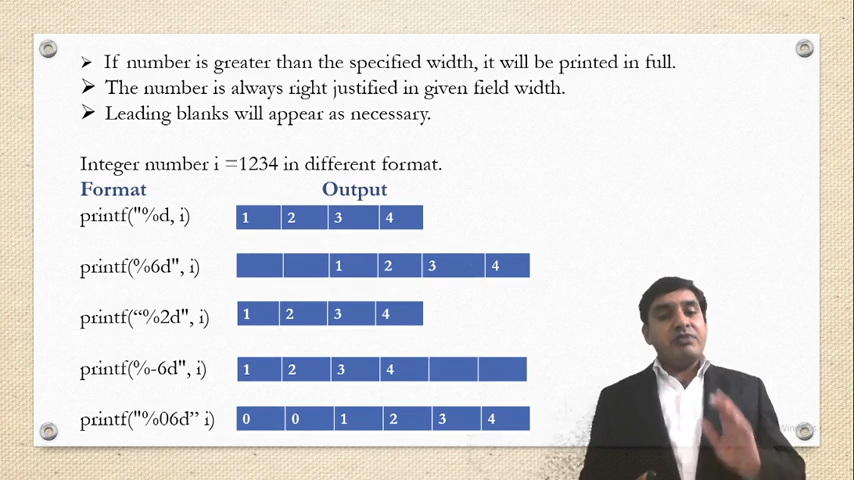 ➢ If number is greater than the specified width, it will be printed in full.
➢ The number is always right justified in given field width.
➢ Leading blanks will appear as necessary.
Integer number i =1234 in different format.
Format Output
printf("%d, i) 1 2 3 4
printf(%6d", i) 1 2 3 4
printf(“%2d", i) 1 2 3 4
printf(%-6d", i) 1 2 3 4
printf("%06d” i) 0 0 1 2 3 4